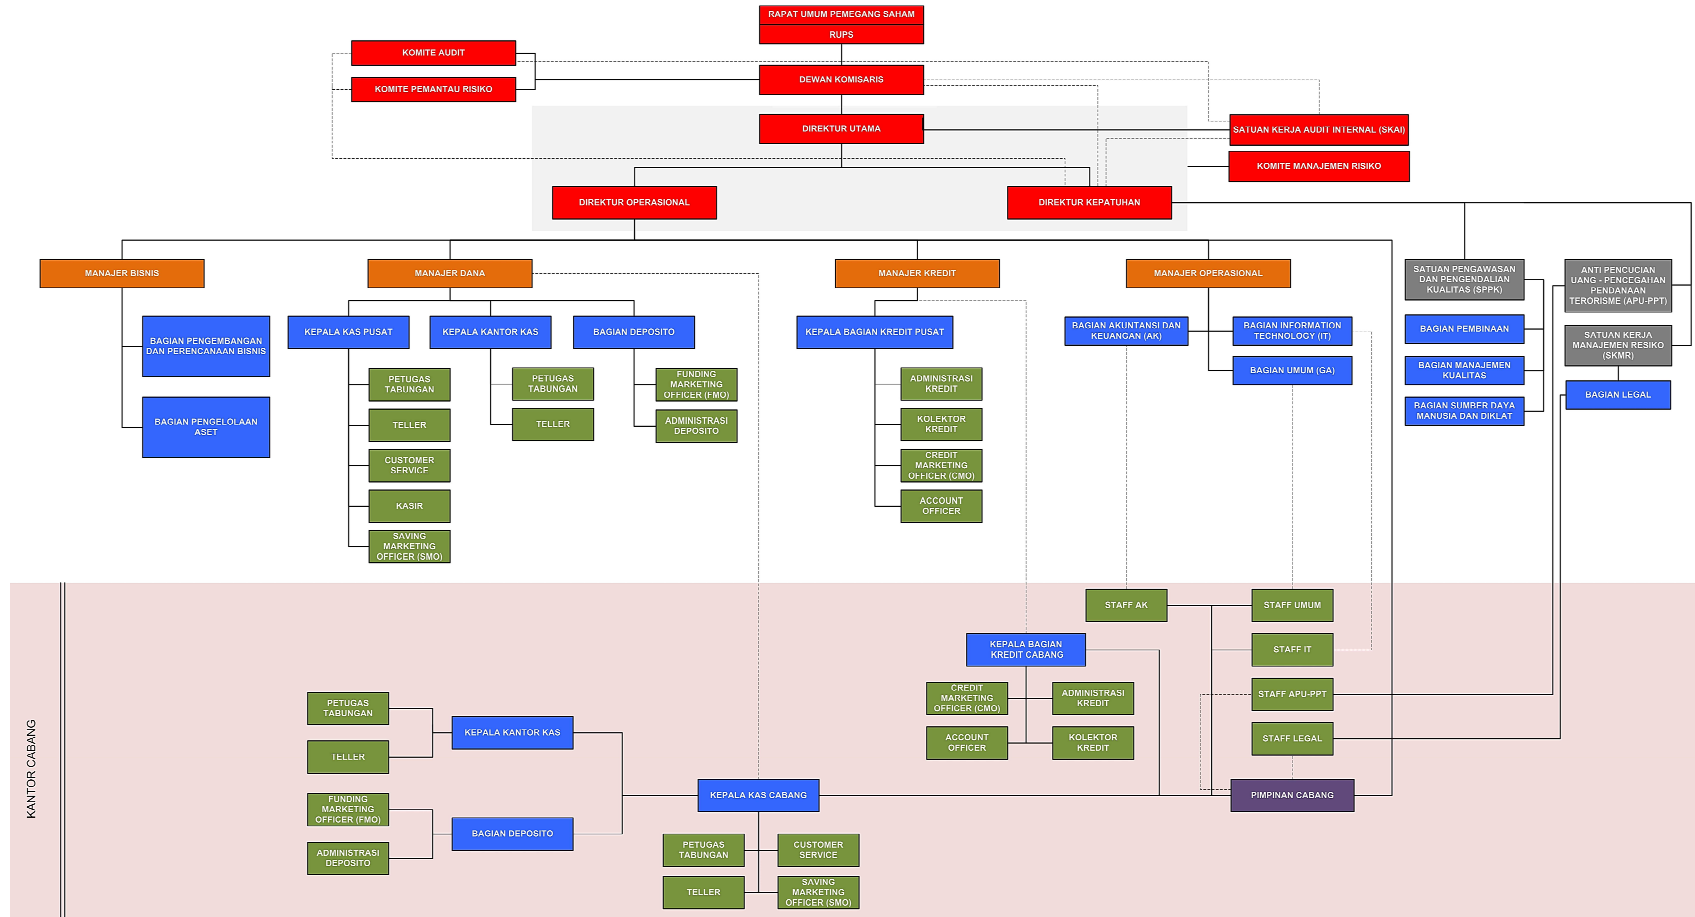 RAPAT UMUM PEMEGANG SAHAM
RUPS
KOMITE AUDIT
KOMITE PEMANTAU RISIKO
DEWAN KOMISARIS
DIREKTUR UTAMA
SATUAN KERJA AUDIT INTERNAL (SKAI)
KOMITE MANAJEMEN RISIKO
DIREKTUR OPERASIONAL
DIREKTUR KEPATUHAN
MANAJER BISNIS
MANAJER DANA
MANAJER KREDIT
MANAJER OPERASIONAL
SATUAN PENGAWASAN
DAN PENGENDALIAN
KUALITAS (SPPK)
ANTI PENCUCIAN
UANG - PENCEGAHAN
PENDANAAN
TERORISME (APU-PPT)
BAGIAN PENGEMBANGAN
DAN PERENCANAAN BISNIS
KEPALA KAS PUSAT
KEPALA KANTOR KAS
BAGIAN DEPOSITO
KEPALA BAGIAN KREDIT PUSAT
BAGIAN AKUNTANSI DAN
KEUANGAN (AK)
BAGIAN INFORMATION
TECHNOLOGY (IT)
BAGIAN PEMBINAAN
SATUAN KERJA
MANAJEMEN RESIKO
(SKMR)
BAGIAN UMUM (GA)
BAGIAN MANAJEMEN
KUALITAS
BAGIAN LEGAL
BAGIAN SUMBER DAYA
MANUSIA DAN DIKLAT
BAGIAN PENGELOLAAN
ASET
PETUGAS
TABUNGAN
TELLER
CUSTOMER
SERVICE
KASIR
SAVING
MARKETING
OFFICER (SMO)
PETUGAS
TABUNGAN
TELLER
FUNDING
MARKETING
OFFICER (FMO)
ADMINISTRASI
DEPOSITO
ADMINISTRASI
KREDIT
KOLEKTOR
KREDIT
CREDIT
MARKETING
OFFICER (CMO)
ACCOUNT
OFFICER
KANTOR CABANG
STAFF AK
STAFF UMUM
STAFF IT
STAFF APU-PPT
STAFF LEGAL
PIMPINAN CABANG
KEPALA BAGIAN
KREDIT CABANG
CREDIT
MARKETING
OFFICER (CMO)
ADMINISTRASI
KREDIT
ACCOUNT
OFFICER
KOLEKTOR
KREDIT
PETUGAS
TABUNGAN
TELLER
KEPALA KANTOR KAS
FUNDING
MARKETING
OFFICER (FMO)
ADMINISTRASI
DEPOSITO
BAGIAN DEPOSITO
KEPALA KAS CABANG
PETUGAS
TABUNGAN
CUSTOMER
SERVICE
TELLER
SAVING
MARKETING
OFFICER (SMO)